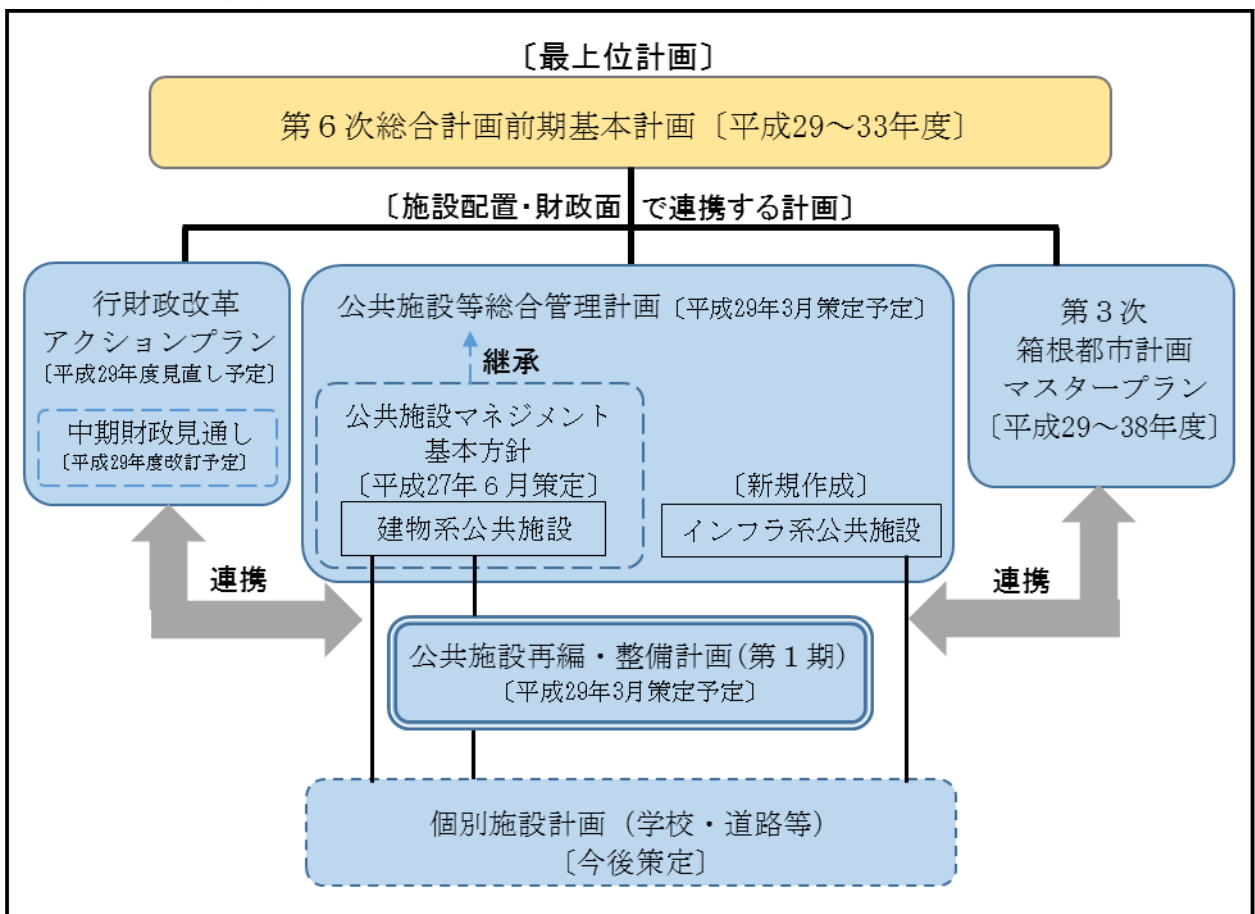 〔最上位計画〕
第６次総合計画前期基本計画〔平成29～33年度〕
〔施設配置・財政面で連携する計画〕
行財政改革
アクションプラン
〔平成29年度見直し予定〕
中期財政見通し
〔平成29年度改訂予定〕
公共施設等総合管理計画〔平成29年3月策定予定〕
継承
公共施設マネジメント
基本方針
〔平成27年６月策定〕
建物系公共施設
〔新規作成〕
インフラ系公共施設
第３次
箱根都市計画
マスタープラン
〔平成29～38年度〕
連携
連携
公共施設再編・整備計画(第１期)
〔平成29年3月策定予定〕
個別施設計画（学校・道路等）
〔今後策定〕